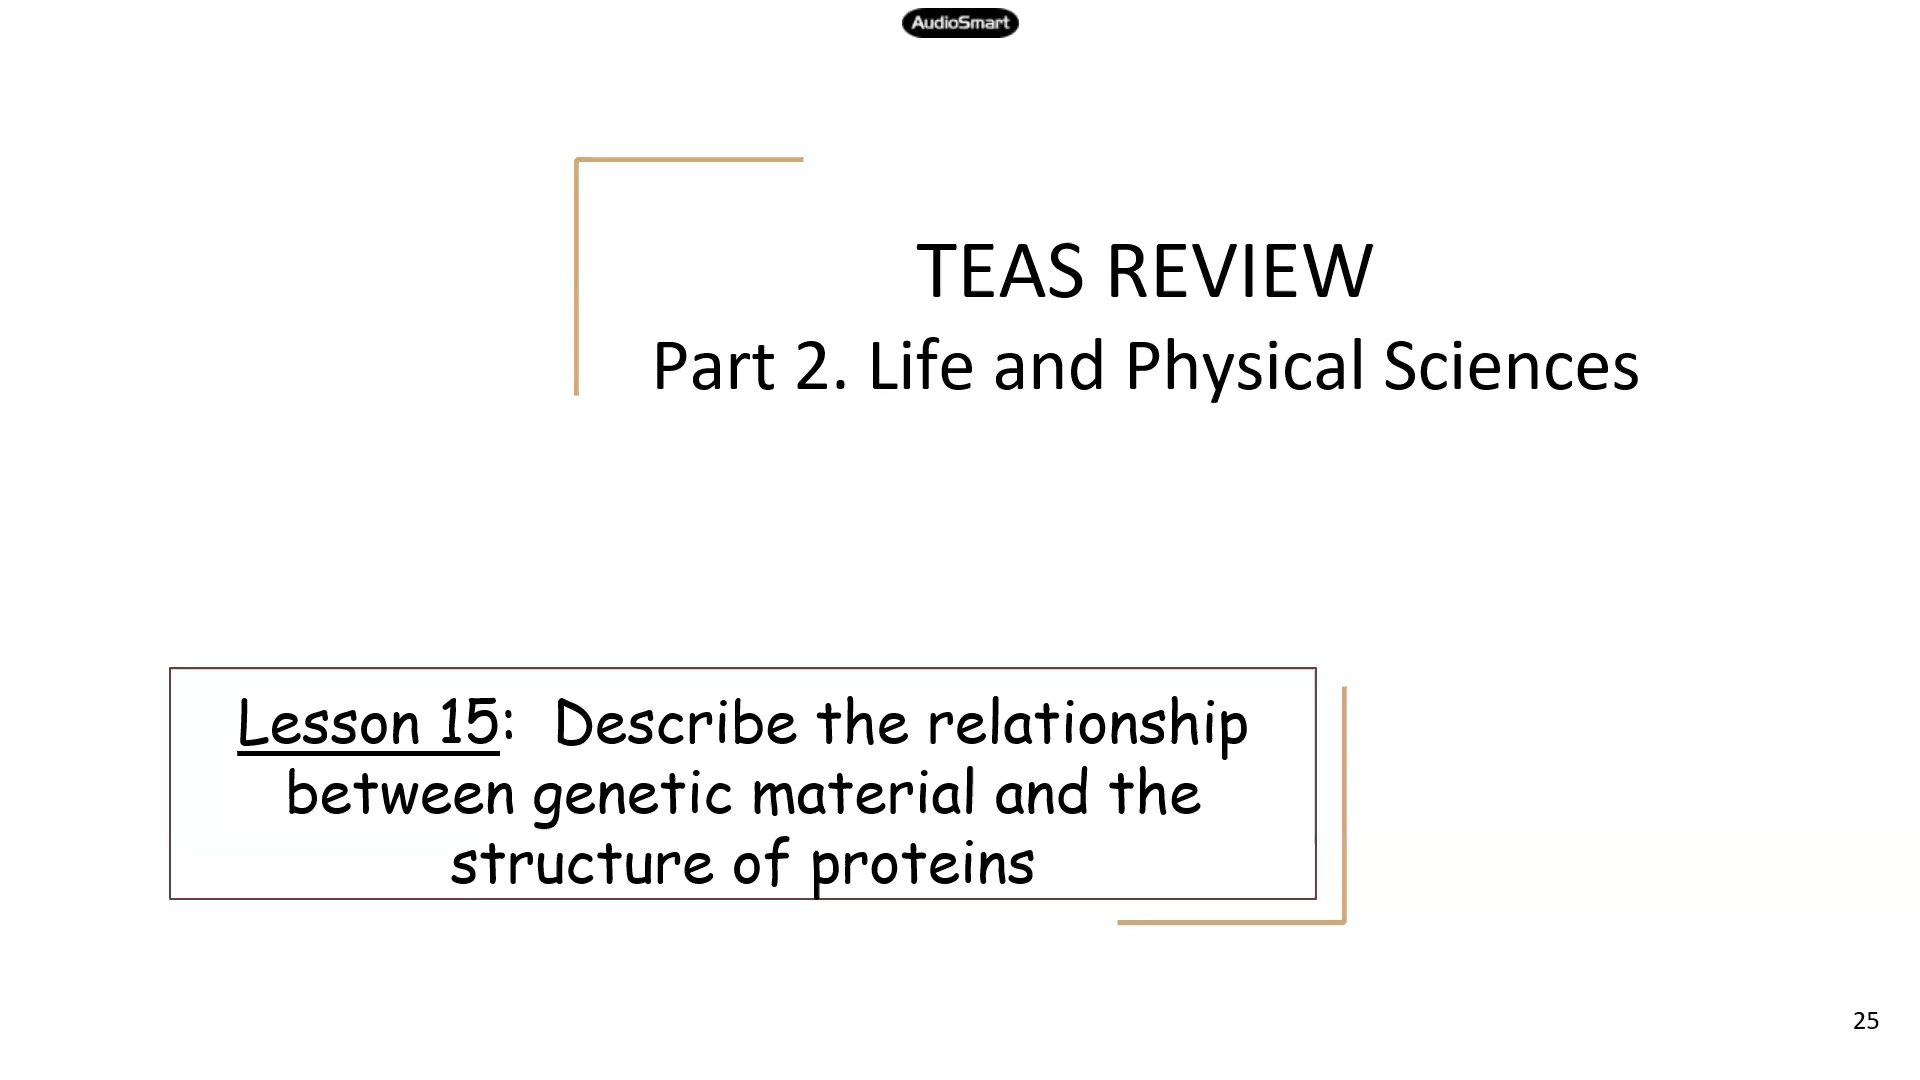 AudioSmart
TEAS REVIEW
Part 2. Life and Physical Sciences
Lesson 15:  Describe the relationship
between genetic material and the
structure of proteins
25